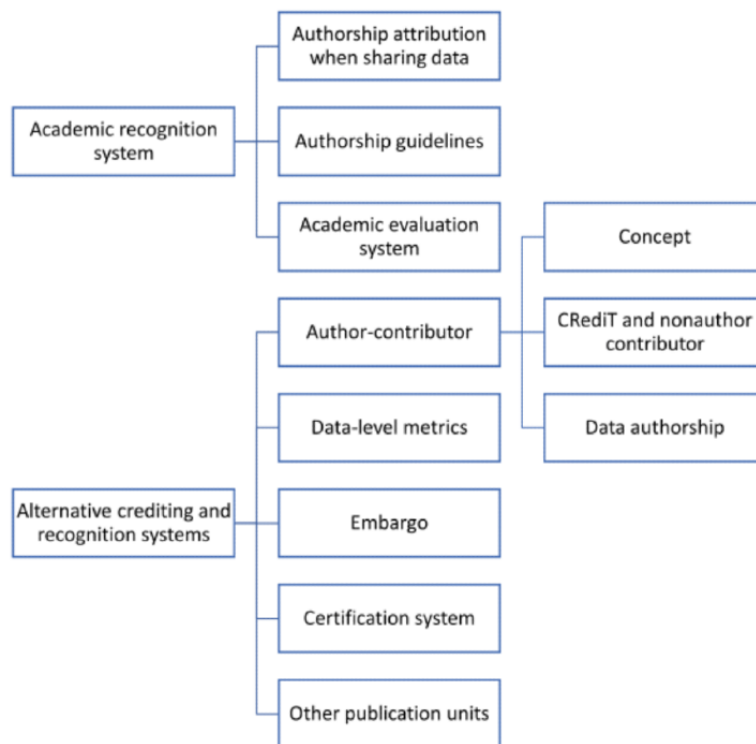 Authorship attribution
when sharing data
Academic recognition
system
Authorship guidelines
Academic evaluation
system
Concept
Author-contributor
CRediT and nonauthor
contributor
Data-level metrics
Data authorship
Alternative crediting and
recognition systems
Embargo
Certification system
Other publication units